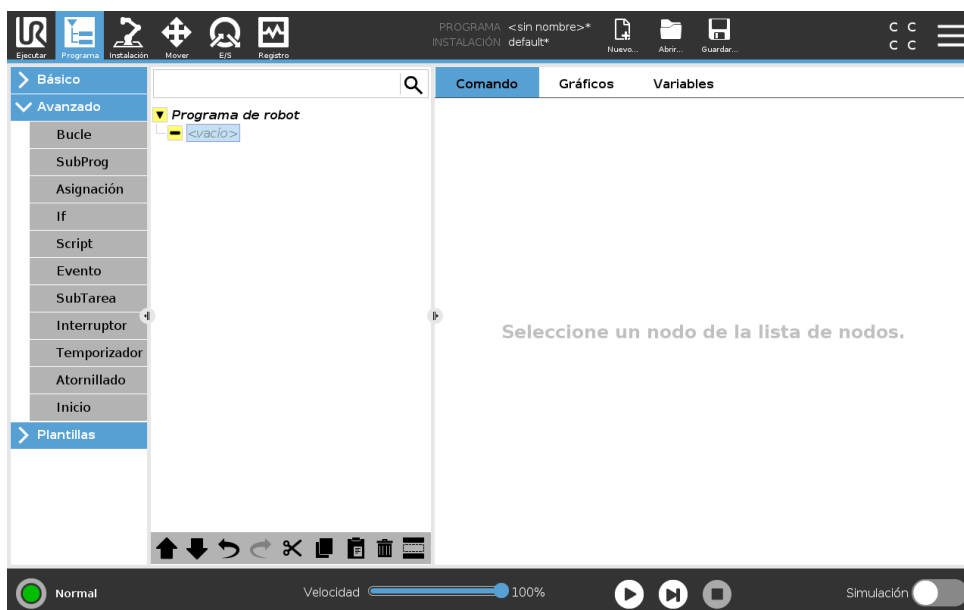 UR
PROGRAMA <sin nombre>*
INSTALACIÓN default*
Ejecutar
Programa
Instalación
Mover
E/S
Registro
Nuevo...
Abrir...
Guardar...
C C
C C
Básico
Avanzado
Bucle
SubProg
Asignación
If
Script
Evento
SubTarea
Interruptor
Temporizador
Atornillado
Inicio
Plantillas
Programa de robot
<vacío>
Comando
Gráficos
Variables
Seleccione un nodo de la lista de nodos.
Normal
Velocidad
100%
Simulación